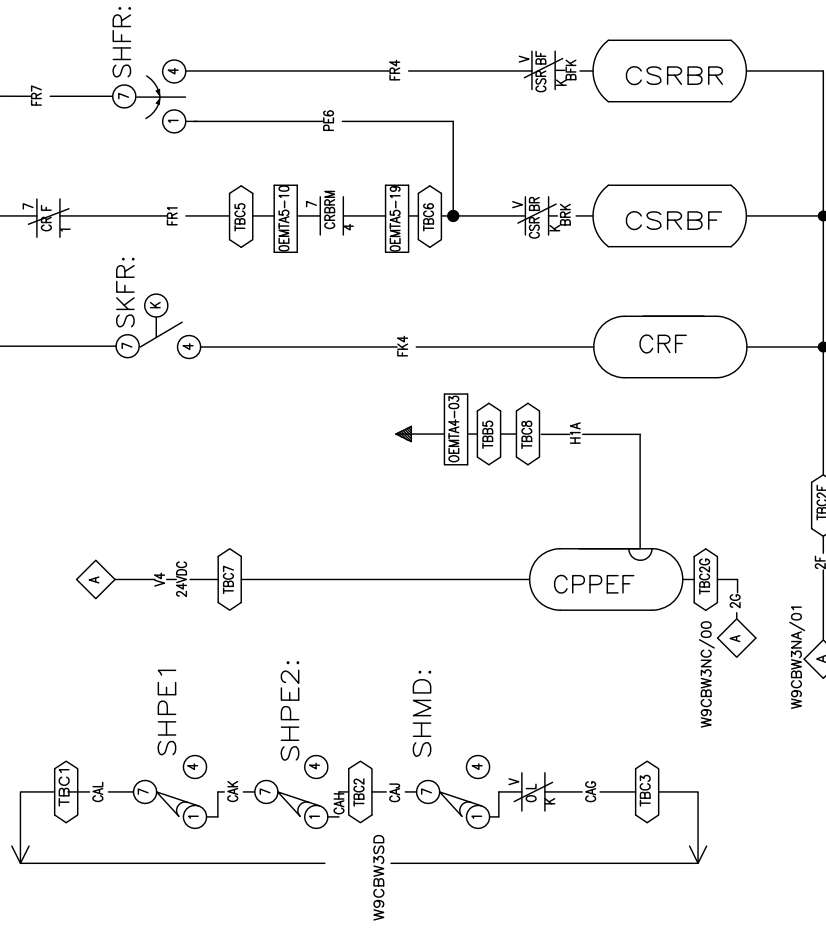 SHFR:
7
4
1
FR7
FR4
PE6
V
CSR BF
K
BFK
CSRBR
7
CR F
1
FR1
TBC5
OEMTA5-10
7
CRBRM
4
OEMTA5-19
TBC6
V
CSR BR
K
BRK
CSRBF
SKFR:
7
K
4
FK4
CRF
OEMTA4-03
TBB5
TBC8
H1A
A
V4
24VDC
TBC7
CPPEF
TBC2G
2G
A
W9CBW3NC/00
TBC2F
2F
A
W9CBW3NA/01
SHPE1
SHPE2:
SHMD:
TBC1
CAL
7
4
1
CAK
7
4
1
CAH
TBC2
CAJ
7
4
1
V
O L
K
CAG
TBC3
W9CBW3SD